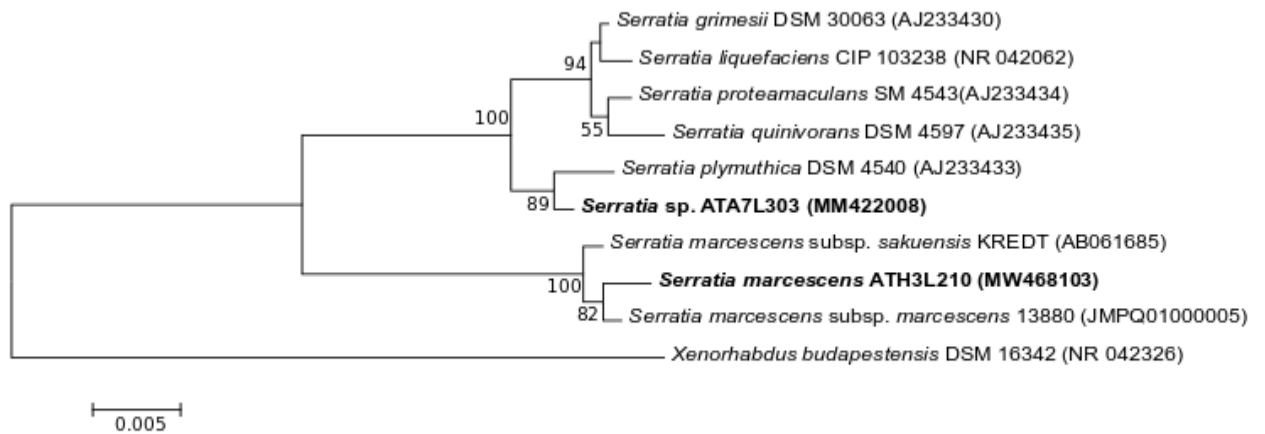 Serratia grimesii DSM 30063 (AJ233430)
Serratia liquefaciens CIP 103238 (NR 042062)
94
Serratia proteamaculans SM 4543(AJ233434)
100
55
Serratia quinivorans DSM 4597 (AJ233435)
Serratia plymuthica DSM 4540 (AJ233433)
89
Serratia sp. ATA7L303 (MM422008)
Serratia marcescens subsp. sakuensis KREDT (AB061685)
100
Serratia marcescens ATH3L210 (MW468103)
82
Serratia marcescens subsp. marcescens 13880 (JMPQ01000005)
Xenorhabdus budapestensis DSM 16342 (NR 042326)
0.005